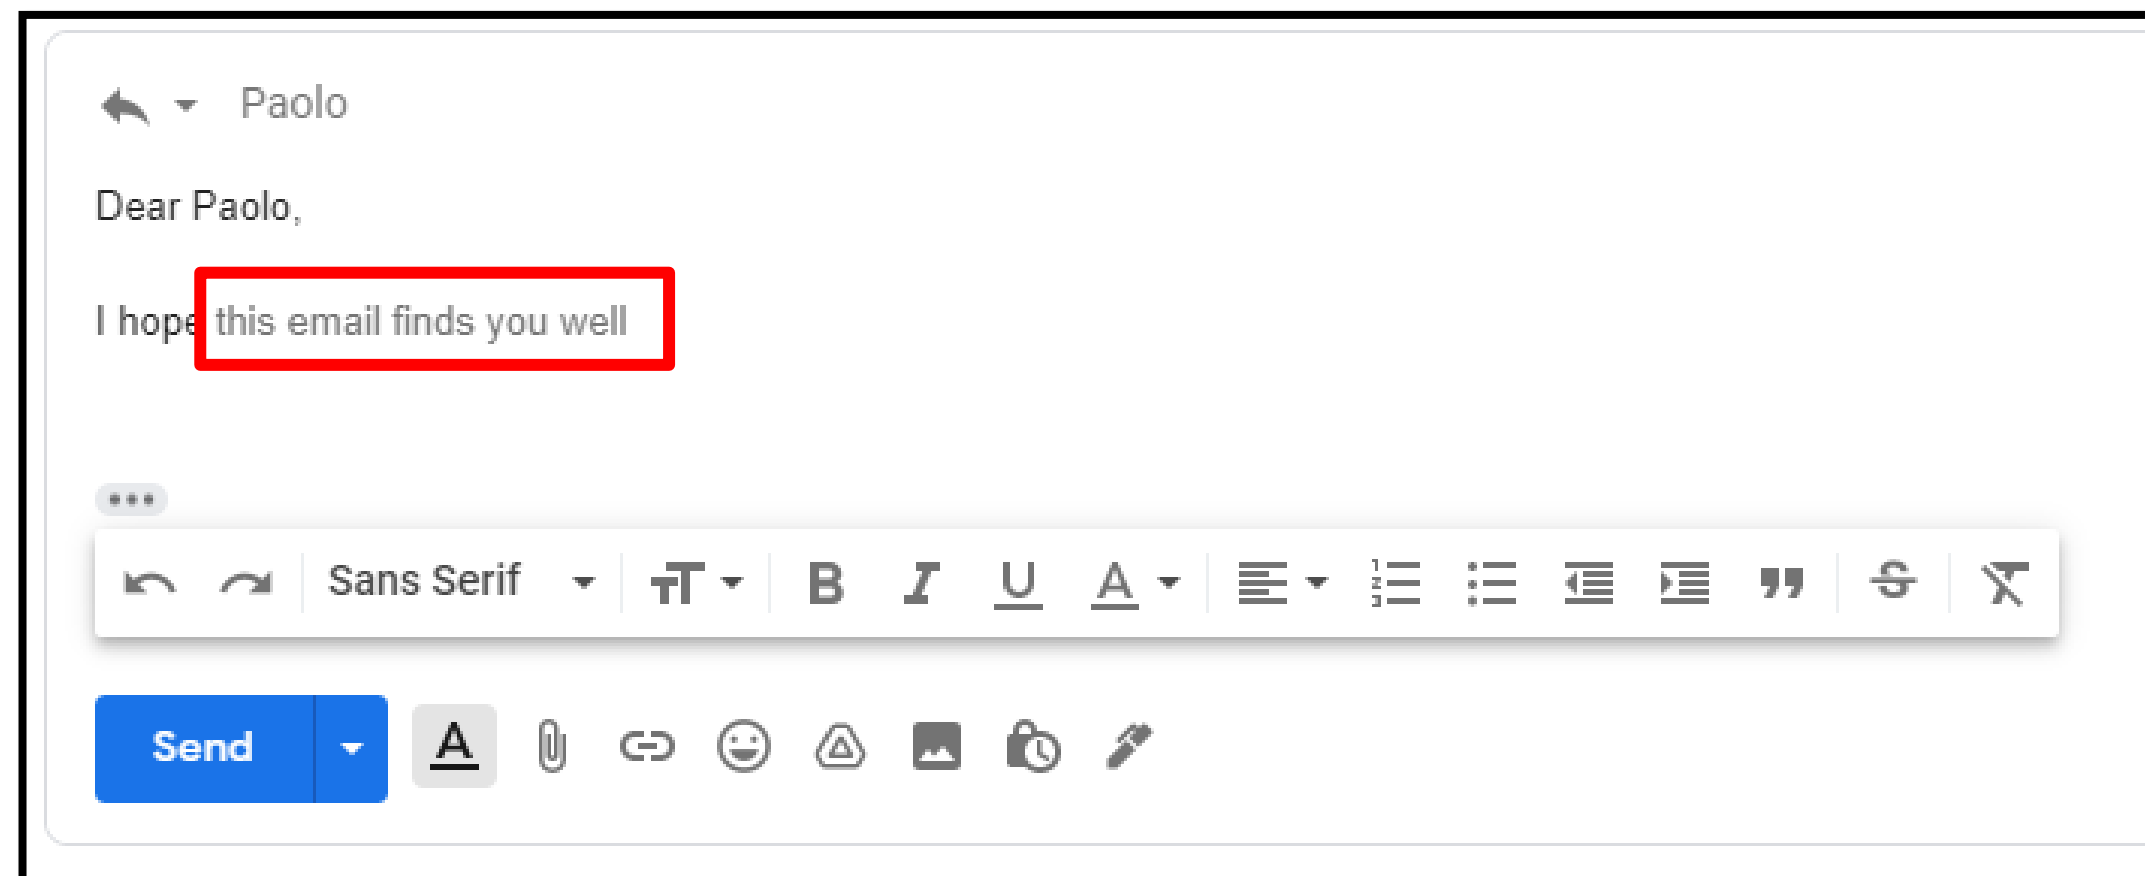 Paolo
Dear Paolo,
I hope this email finds you well
Sans Serif
Send